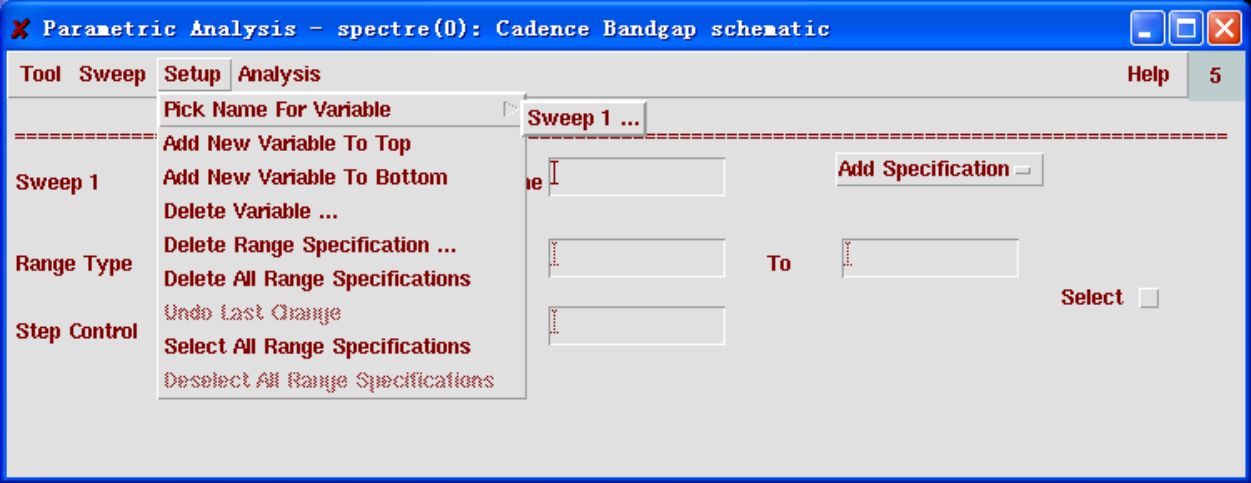 Parametric Analysis - spectre(0): Cadence Bandgap schematic
Tool Sweep Setup Analysis Help 5
Pick Name For Variable
Sweep 1 ...
Add New Variable To Top
Add Specification
Sweep 1
Add New Variable To Bottom
me
Delete Variable ...
Delete Range Specification ...
Range Type
To
Delete All Range Specifications
Select
Undo Last Change
Step Control
Select All Range Specifications
Deselect All Range Specifications